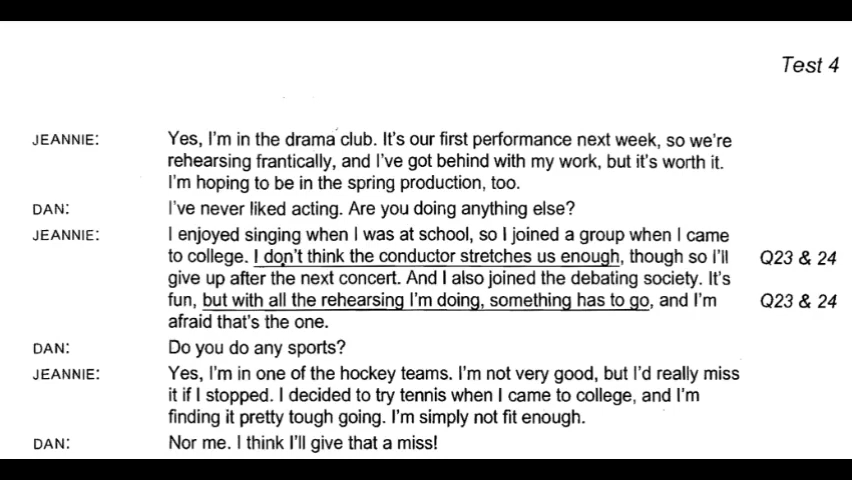 Test 4
JEANNIE: Yes, I'm in the drama club. It's our first performance next week, so we're
rehearsing frantically, and I've got behind with my work, but it's worth it.
I'm hoping to be in the spring production, too.
DAN: I've never liked acting. Are you doing anything else?
JEANNIE: I enjoyed singing when I was at school, so I joined a group when I came
to college. I don't think the conductor stretches us enough, though so I'll Q23 & 24
give up after the next concert. And I also joined the debating society. It's
fun, but with all the rehearsing I'm doing, something has to go, and I'm Q23 & 24
afraid that's the one.
DAN: Do you do any sports?
JEANNIE: Yes, I'm in one of the hockey teams. I'm not very good, but I'd really miss
it if I stopped. I decided to try tennis when I came to college, and I'm
finding it pretty tough going. I'm simply not fit enough.
DAN: Nor me. I think I'll give that a miss!